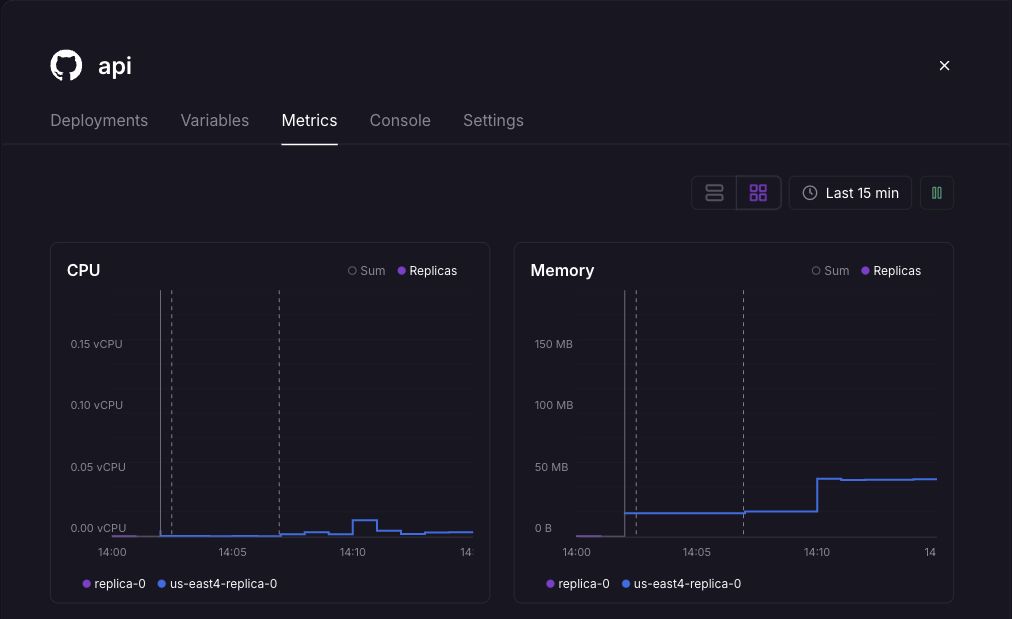 api
Deployments Variables Metrics Console Settings
Last 15 min
CPU
Sum Replicas
0.15 vCPU
0.10 vCPU
0.05 vCPU
0.00 vCPU
14:00 14:05 14:10 14:
replica-0 us-east4-replica-0
Memory
Sum Replicas
150 MB
100 MB
50 MB
0 B
14:00 14:05 14:10 14
replica-0 us-east4-replica-0